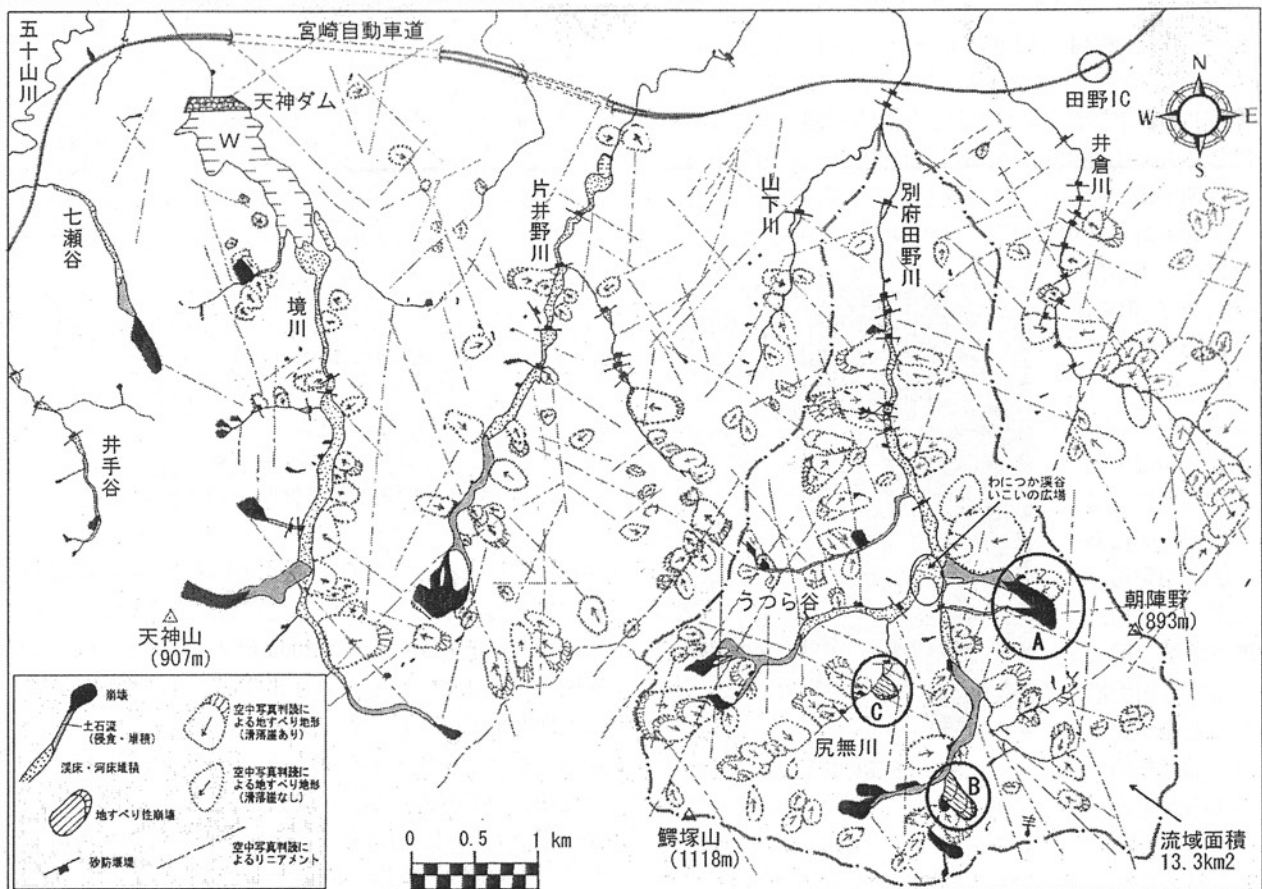 五十山川
宮崎自動車道
天神ダム
W
田野IC
N
W
E
S
七瀬谷
境川
片井野川
山下川
別府田野川
井倉川
井手谷
わにつか渓谷
いこいの広場
うつら谷
A
朝陣野
(893m)
天神山
(907m)
C
尻無川
B
鰐塚山
(1118m)
流域面積
13.3km2
崩壊
土石流
(侵食・堆積)
渓床・河床堆積
地すべり性崩壊
砂防堰堤
空中写真判読に
よる地すべり地形
(滑落崖あり)
空中写真判読に
よる地すべり地形
(滑落崖なし)
空中写真判読に
よるリニアメント
0 0.5 1 km